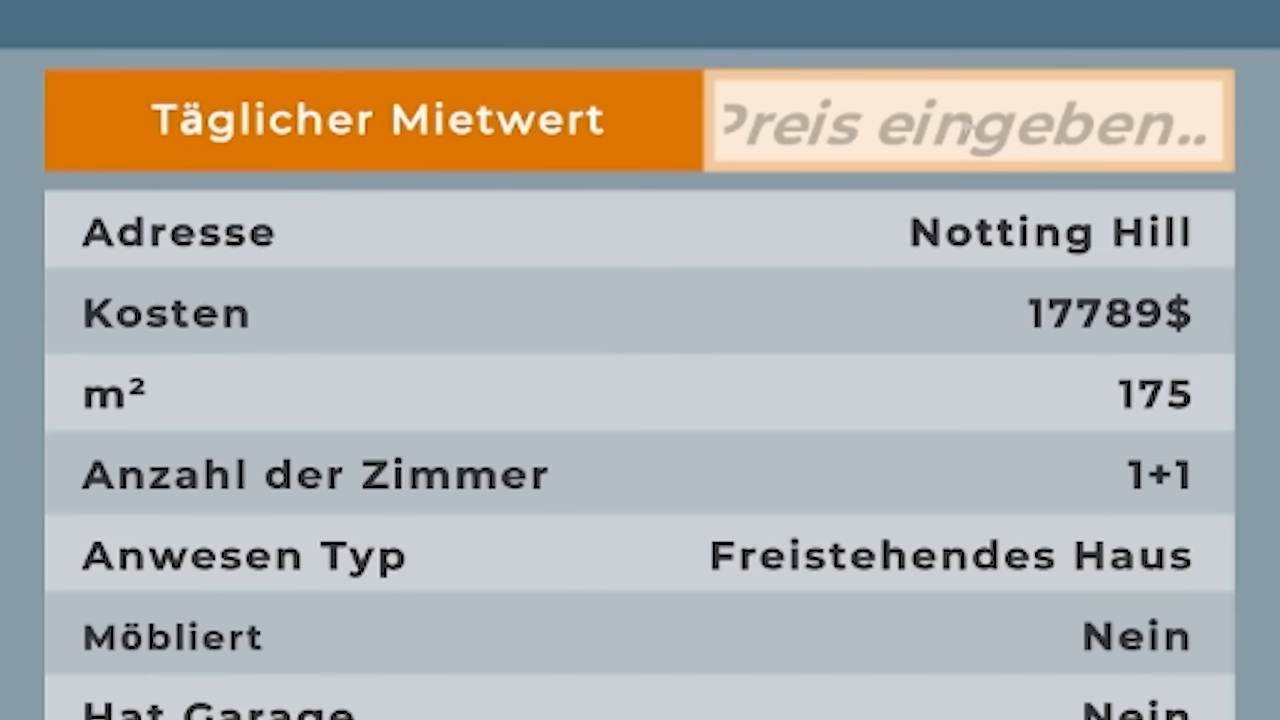 Täglicher Mietwert Preis eingeben..
Adresse Notting Hill
Kosten 17789$
m² 175
Anzahl der Zimmer 1+1
Anwesen Typ Freistehendes Haus
Möbliert Nein
Hat Garage Nein